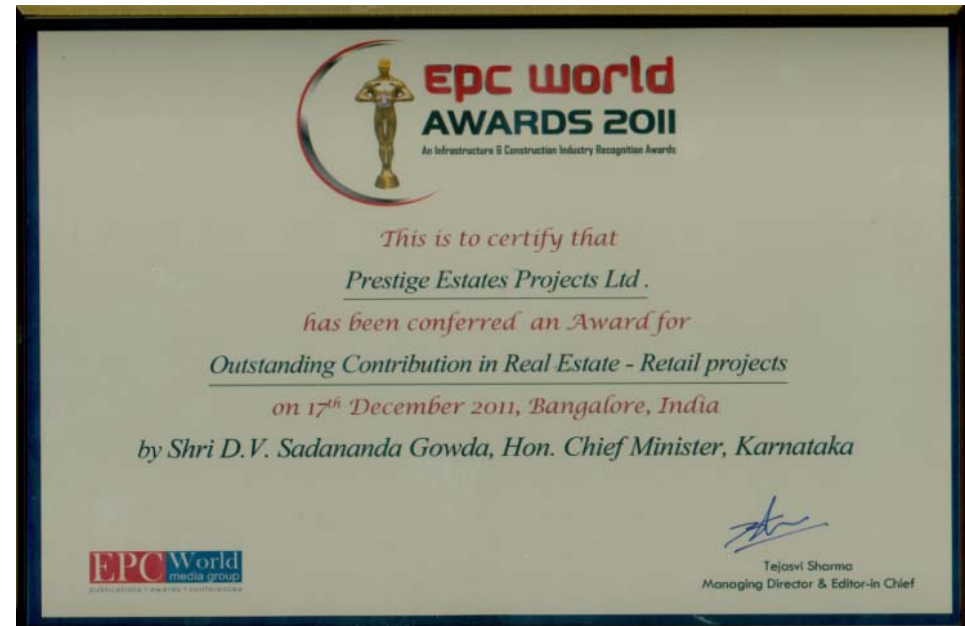 EPC World
AWARDS 2011
An Infrastructure & Construction Industry Recognition Awards
This is to certify that
Prestige Estates Projects Ltd .
has been conferred an Award for
Outstanding Contribution in Real Estate - Retail projects
on 17th December 2011, Bangalore, India
by Shri D.V. Sadananda Gowda, Hon. Chief Minister, Karnataka
EPC World
media group
publications • awards • conferences
Tejasvi Sharma
Managing Director & Editor-in Chief